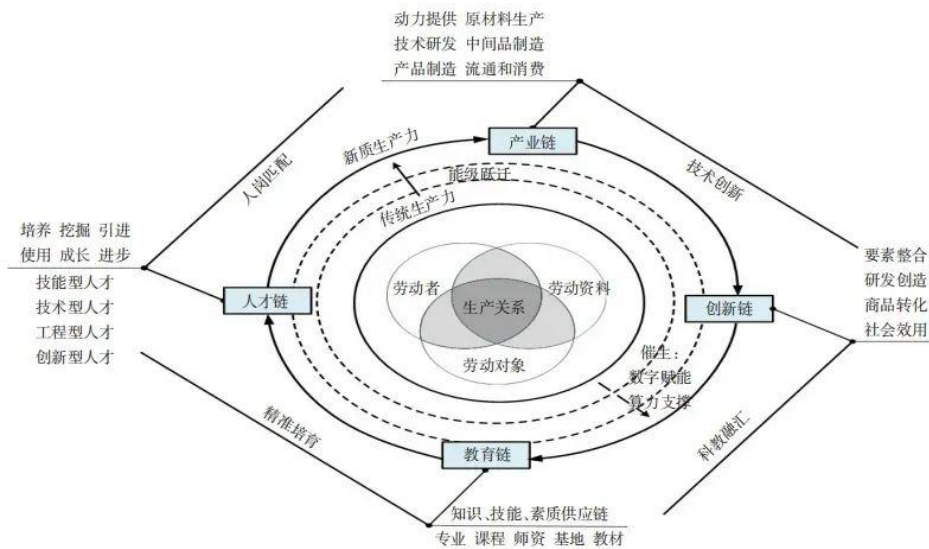 动力提供 原材料生产
技术研发 中间品制造
产品制造 流通和消费
产业链
新质生产力
能级跃迁
传统生产力
人岗匹配
技术创新
培养 挖掘 引进
使用 成长 进步
技能型人才
技术型人才
工程型人才
创新型人才
人才链
劳动者
劳动资料
生产关系
劳动对象
创新链
要素整合
研发创造
商品转化
社会效用
催生：
数字赋能
算力支撑
精准培育
科教融汇
教育链
知识、技能、素质供应链
专业 课程 师资 基地 教材